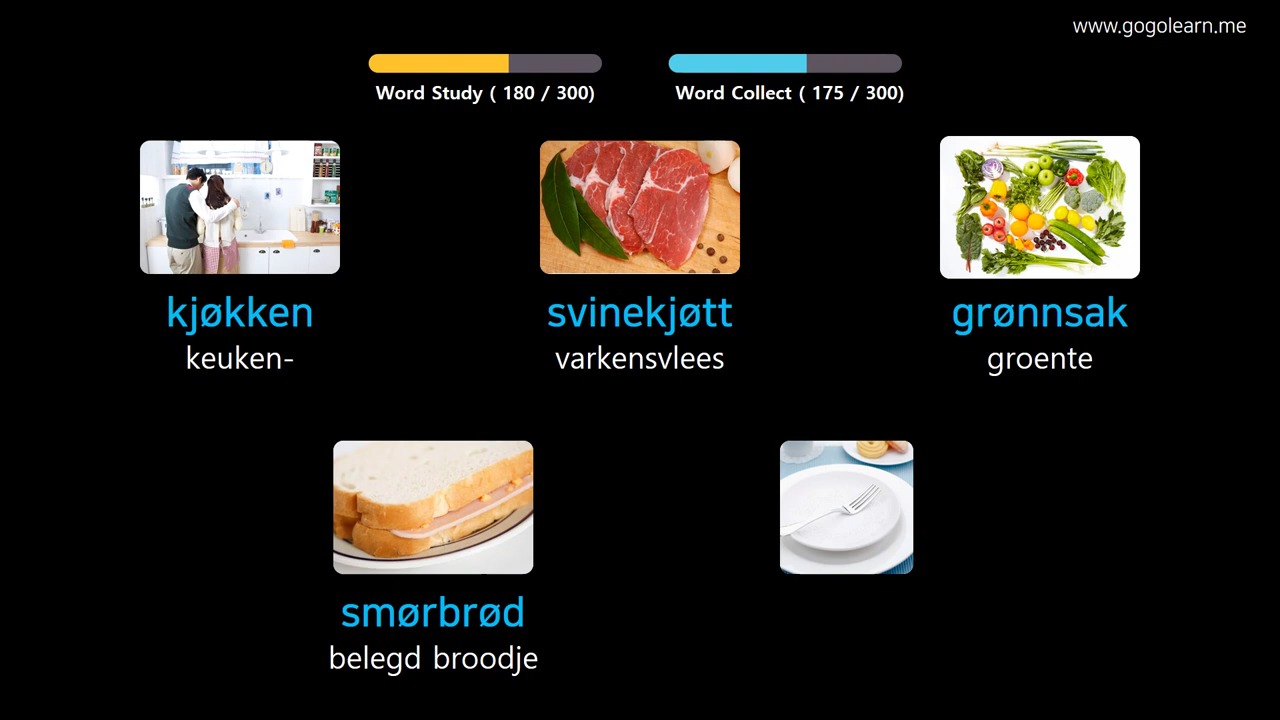 www.gogolearn.me
Word Study ( 180 / 300)
Word Collect ( 175 / 300)
kjøkken
keuken-
svinekjøtt
varkensvlees
grønnsak
groente
smørbrød
belegd broodje